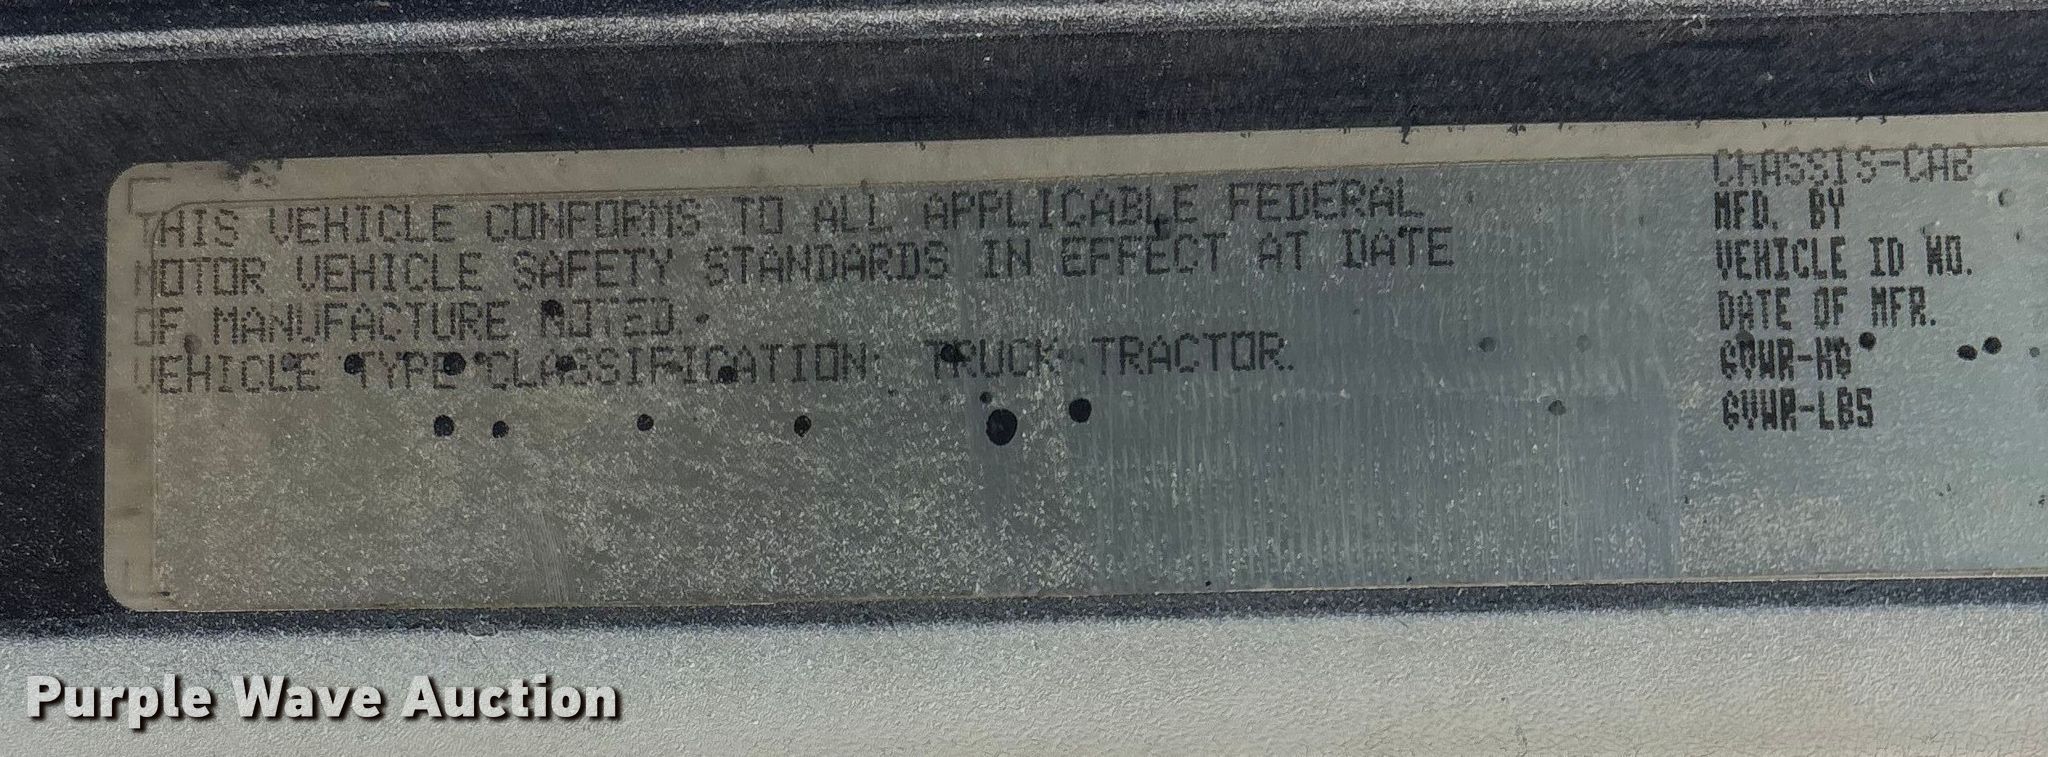 THIS VEHICLE CONFORMS TO ALL APPLICABLE FEDERAL
MOTOR VEHICLE SAFETY STANDARDS IN EFFECT AT DATE
OF MANUFACTURE NOTED.
VEHICLE TYPE CLASSIFICATION: TRUCK-TRACTOR.
CHASSIS-CAB
MFD. BY
VEHICLE ID NO.
DATE OF MFR.
GVWR-KG
GVWR-LBS
Purple Wave Auction